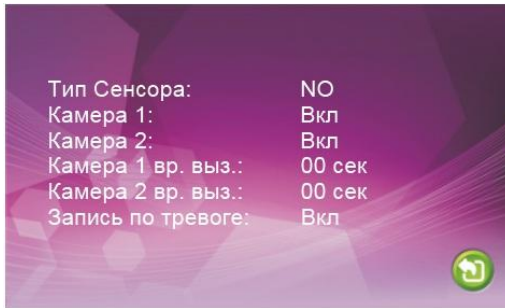 Тип Сенсора: NO
Камера 1: Вкл
Камера 2: Вкл
Камера 1 вр. выз.: 00 сек
Камера 2 вр. выз.: 00 сек
Запись по тревоге: Вкл